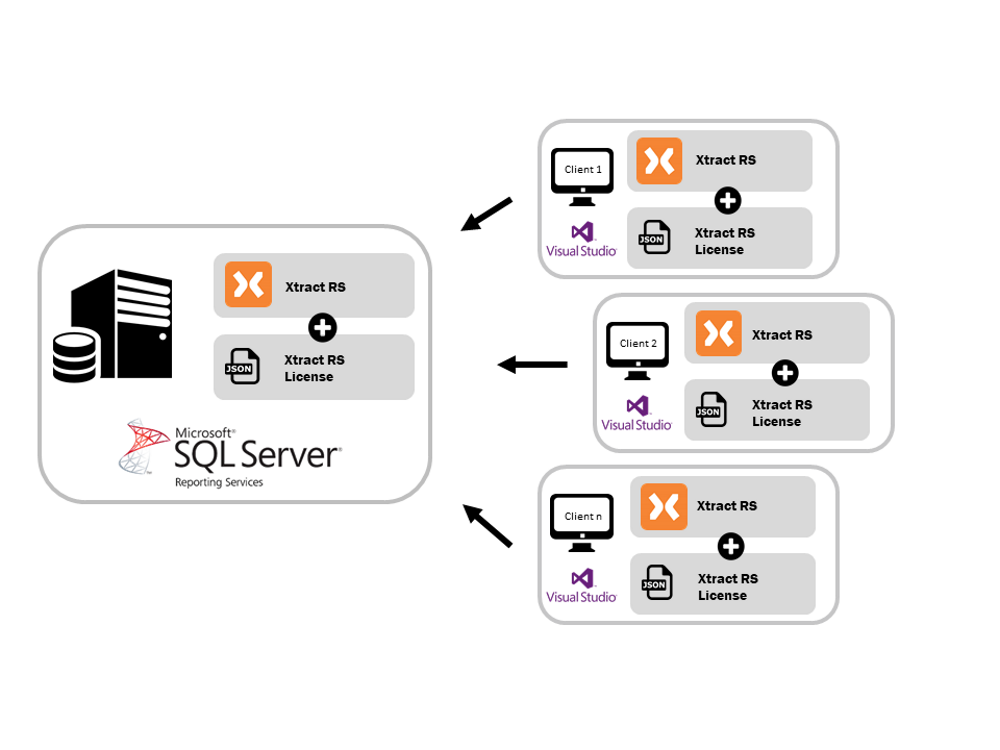 Xtract RS
JSON
Xtract RS
License
Microsoft®
SQL Server®
Reporting Services
Client 1
Visual Studio
Xtract RS
JSON
Xtract RS
License
Client 2
Visual Studio
Xtract RS
JSON
Xtract RS
License
Client n
Visual Studio
Xtract RS
JSON
Xtract RS
License